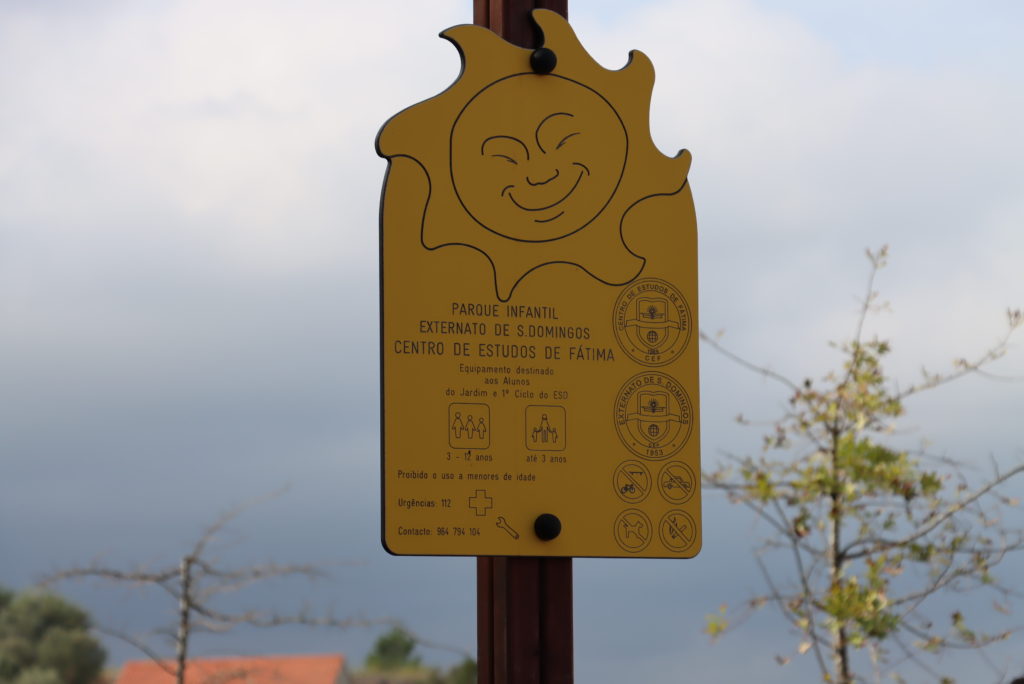 PARQUE INFANTIL
EXTERNATO DE S.DOMINGOS
CENTRO DE ESTUDOS DE FÁTIMA
Equipamento destinado
aos Alunos
do Jardim e 1º Ciclo do ESD
3 - 12 anos
até 3 anos
Proibido o uso a menores de idade
Urgências: 112
Contacto: 964 794 104
CENTRO DE ESTUDOS DE FÁTIMA
CEF
EXTERNATO DE S. DOMINGOS
1953